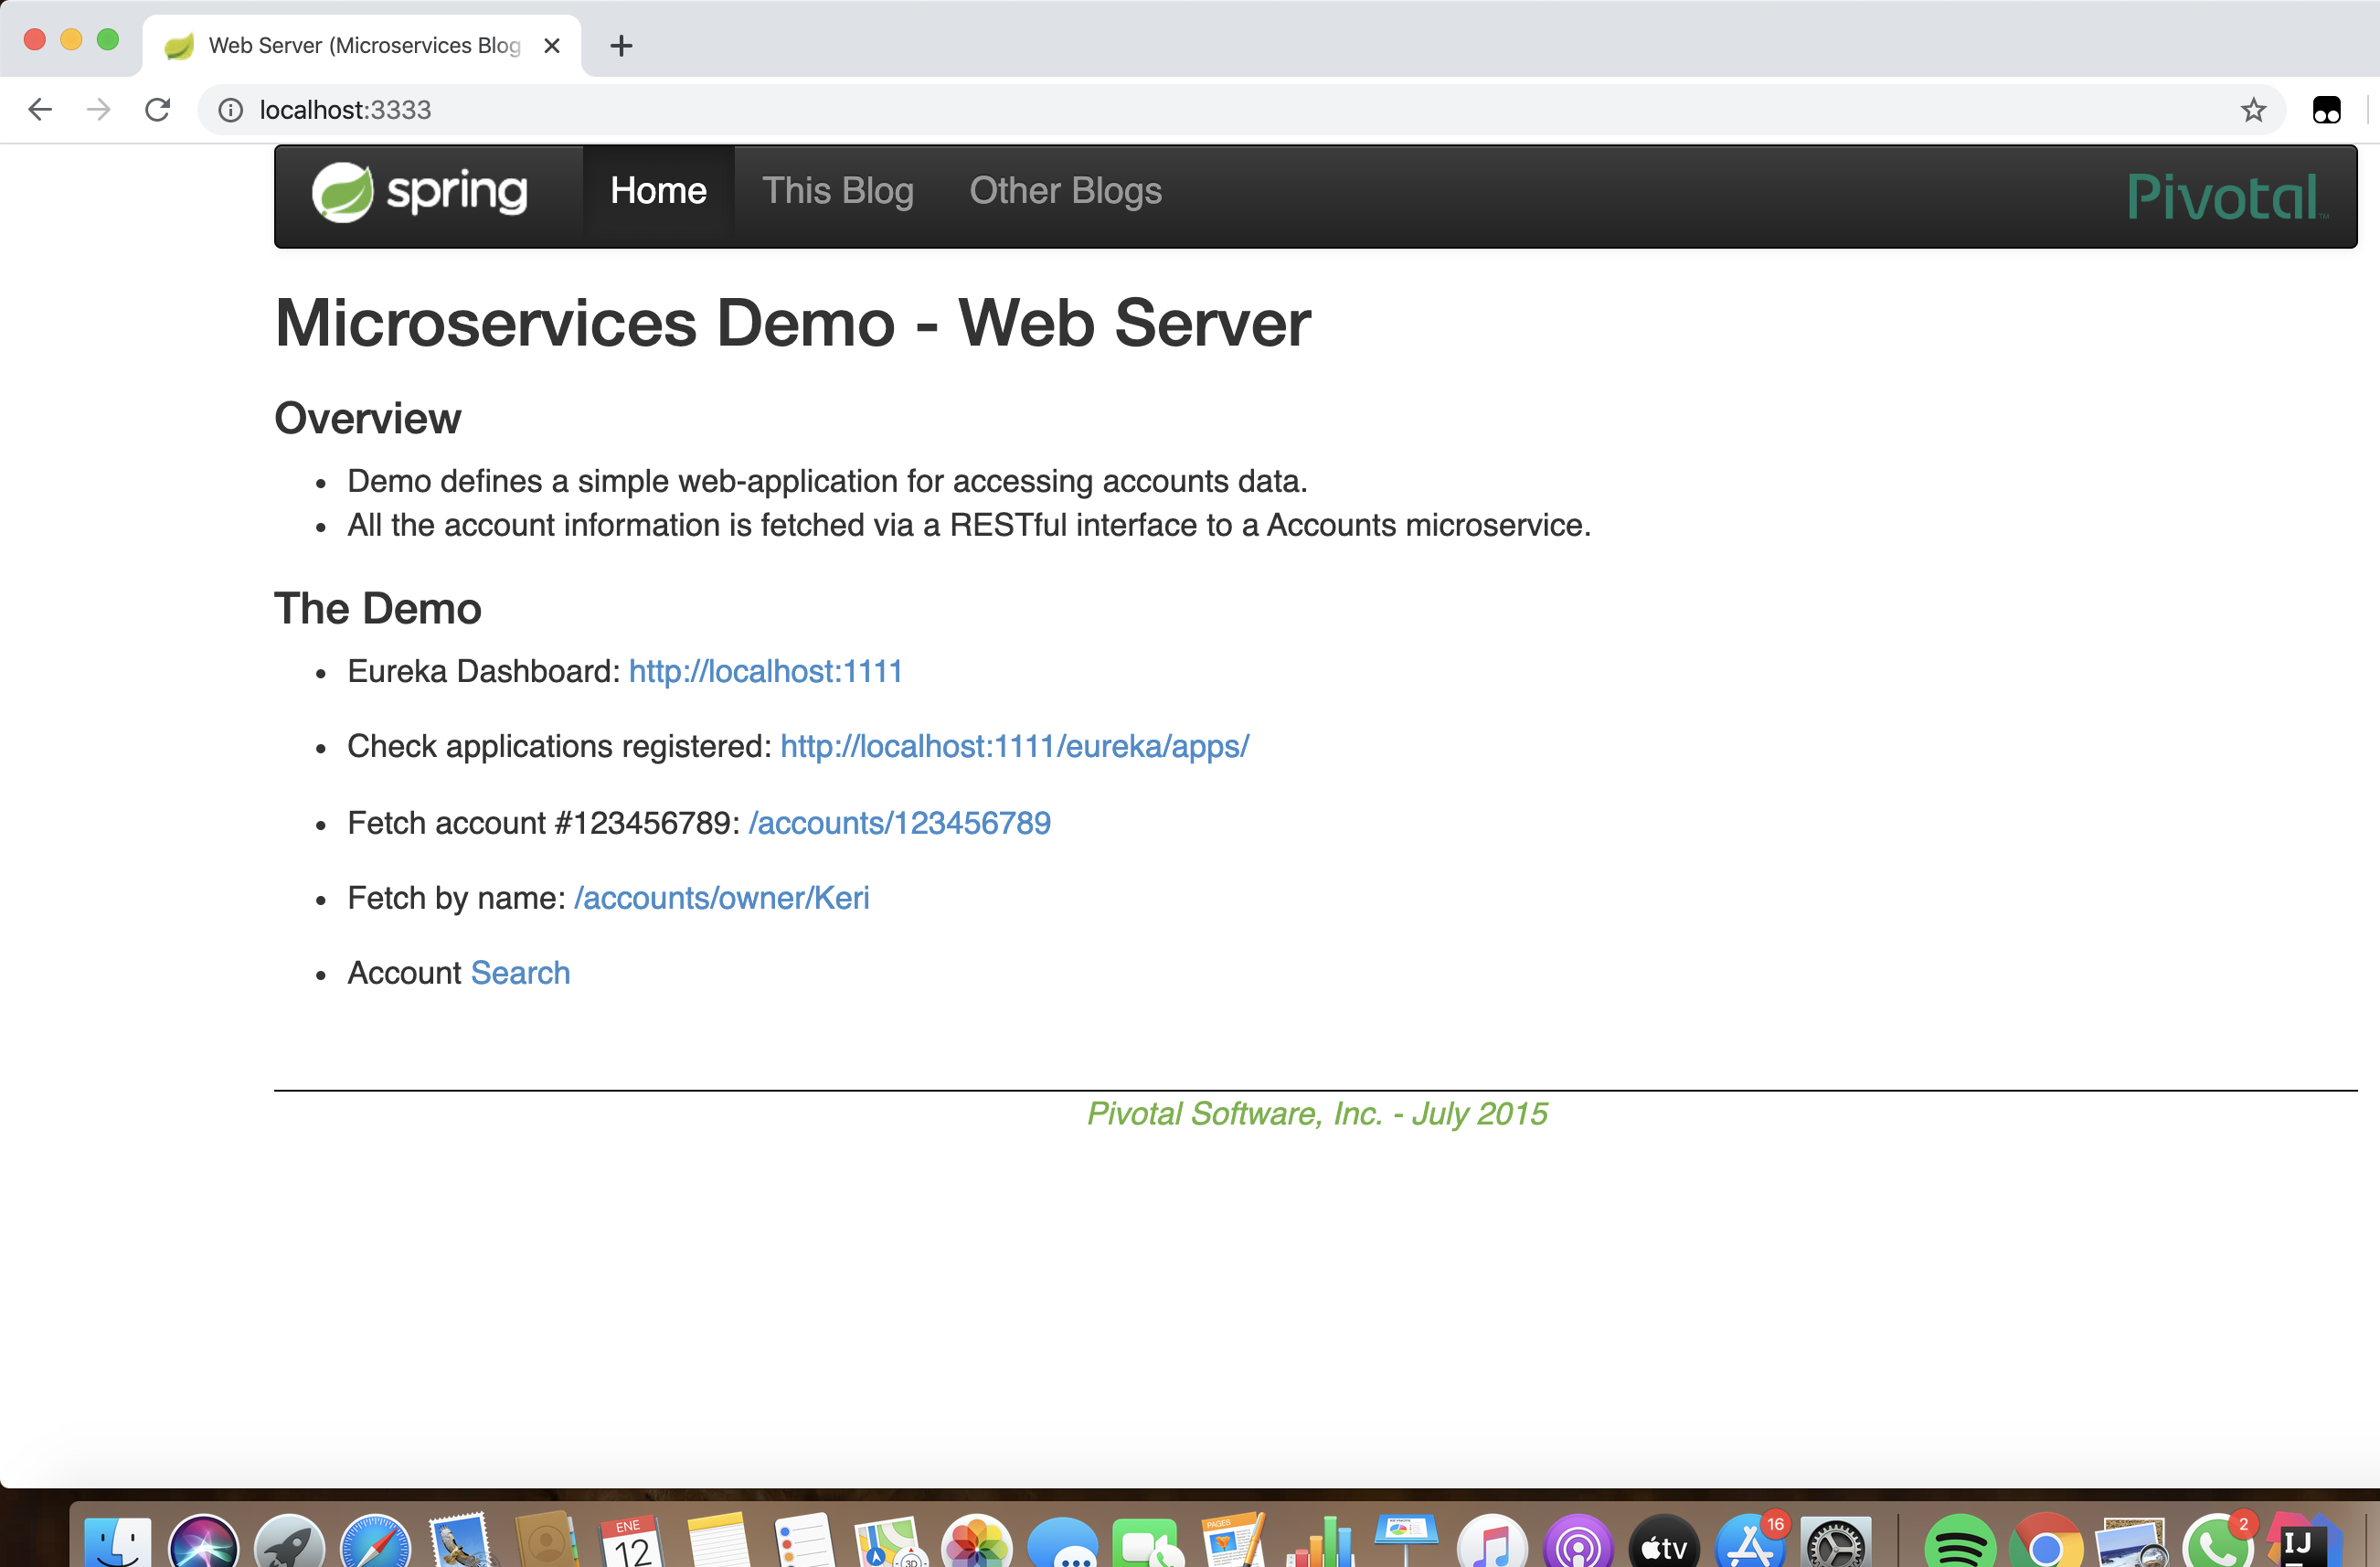 Web Server (Microservices Blog
localhost:3333
spring Home This Blog Other Blogs Pivotal™
Microservices Demo - Web Server
Overview
• Demo defines a simple web-application for accessing accounts data.
• All the account information is fetched via a RESTful interface to a Accounts microservice.
The Demo
• Eureka Dashboard: http://localhost:1111
• Check applications registered: http://localhost:1111/eureka/apps/
• Fetch account #123456789: /accounts/123456789
• Fetch by name: /accounts/owner/Keri
• Account Search
Pivotal Software, Inc. - July 2015
ENE
12
3D
PAGES
tv
16
2
IJ